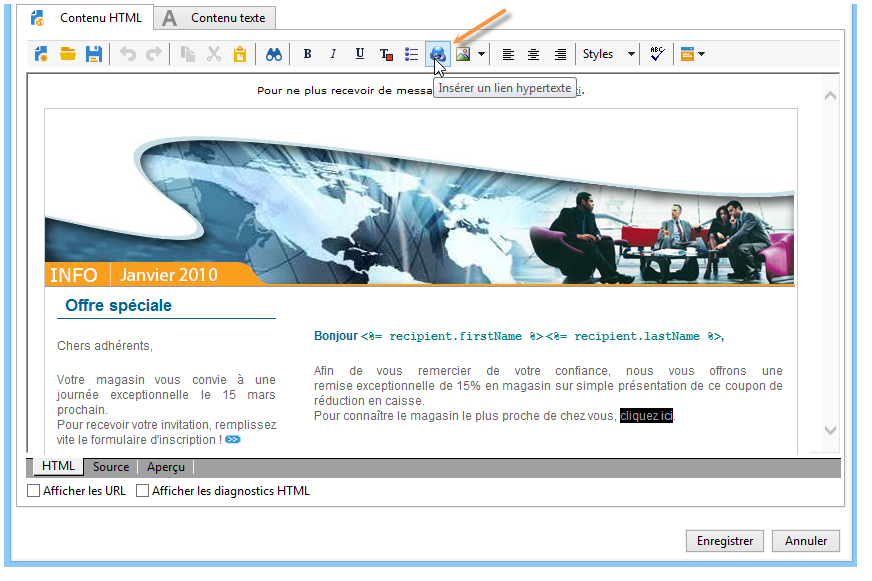 Contenu HTML
Contenu texte
B I U T Styles ABC
Pour ne plus recevoir de messa
Insérer un lien hypertexte
i.
INFO Janvier 2010
Offre spéciale
Chers adhérents,
Votre magasin vous convie à une
journée exceptionnelle le 15 mars
prochain.
Pour recevoir votre invitation, remplissez
vite le formulaire d'inscription !
Bonjour <%= recipient.firstName %> <%= recipient.lastName %>,
Afin de vous remercier de votre confiance, nous vous offrons une
remise exceptionnelle de 15% en magasin sur simple présentation de ce coupon de
réduction en caisse.
Pour connaître le magasin le plus proche de chez vous, cliquez ici.
HTML Source Aperçu
Afficher les URL Afficher les diagnostics HTML
Enregistrer Annuler